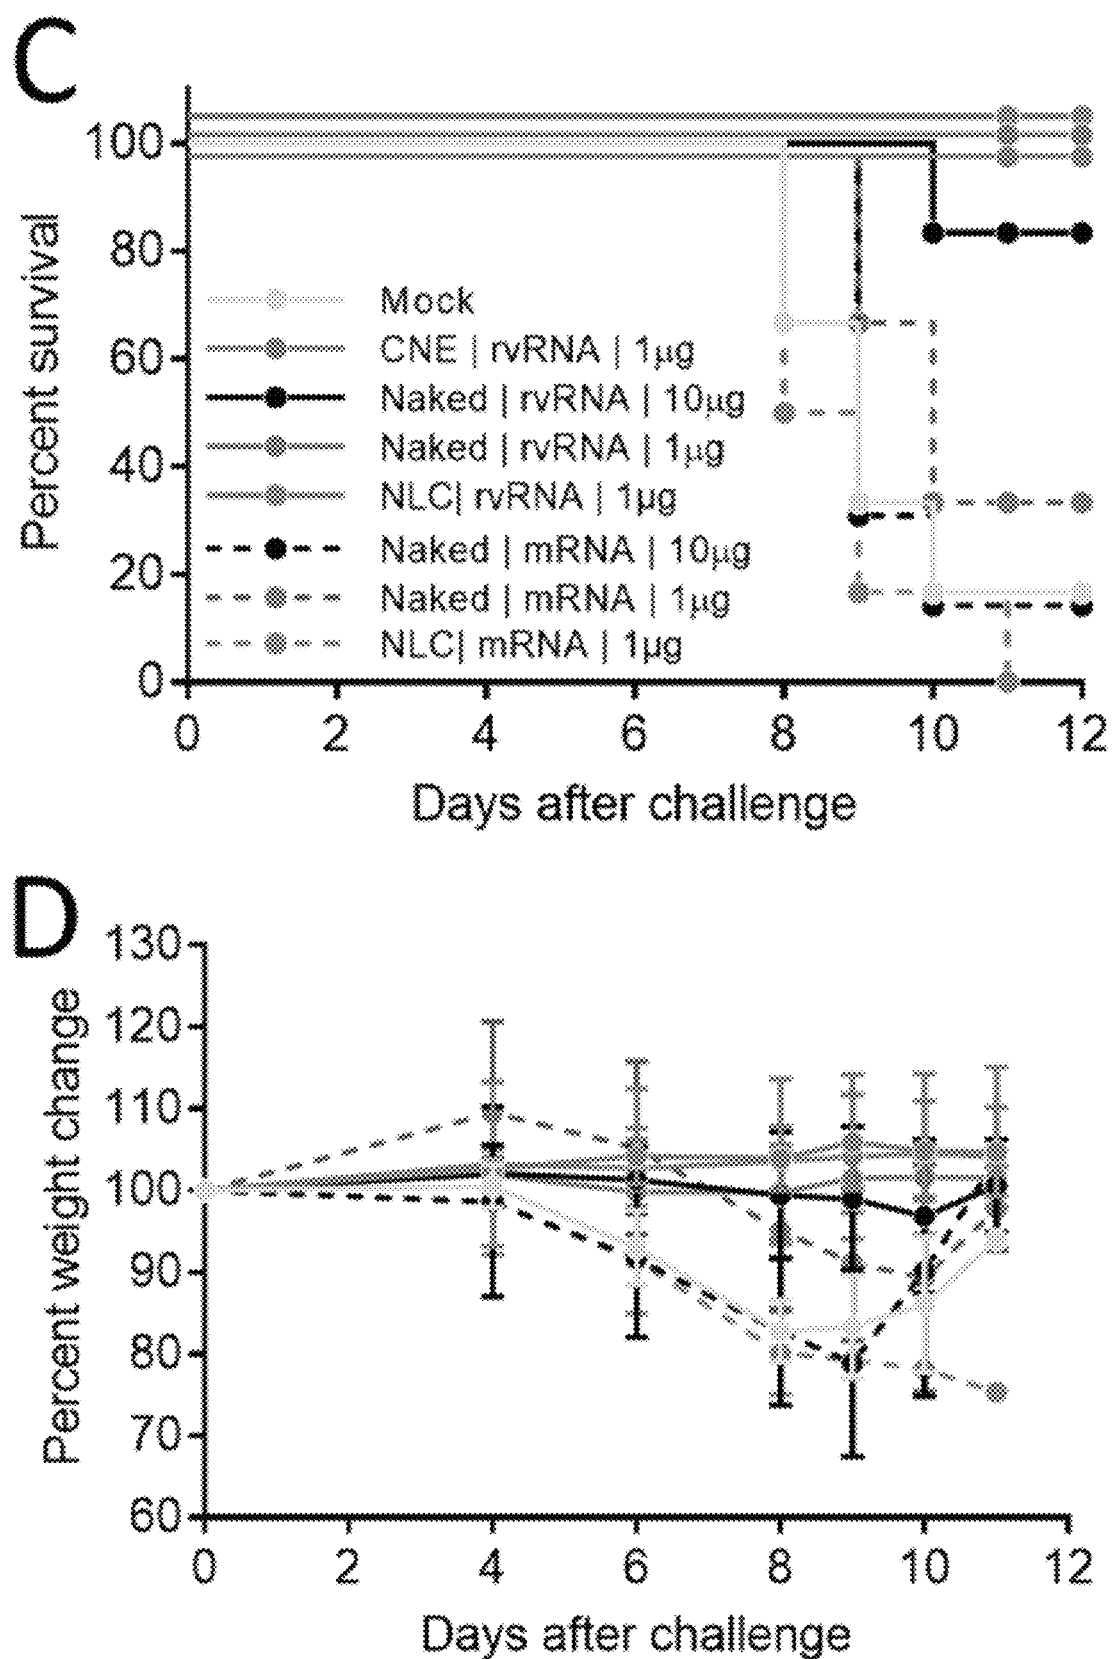 C
Percent survival
100
80
60
40
20
0
Mock
CNE | rvRNA | 1µg
Naked | rvRNA | 10µg
Naked | rvRNA | 1µg
NLC| rvRNA | 1µg
Naked | mRNA | 10µg
Naked | mRNA | 1µg
NLC| mRNA | 1µg
0 2 4 6 8 10 12
Days after challenge
D
Percent weight change
130
120
110
100
90
80
70
60
0 2 4 6 8 10 12
Days after challenge